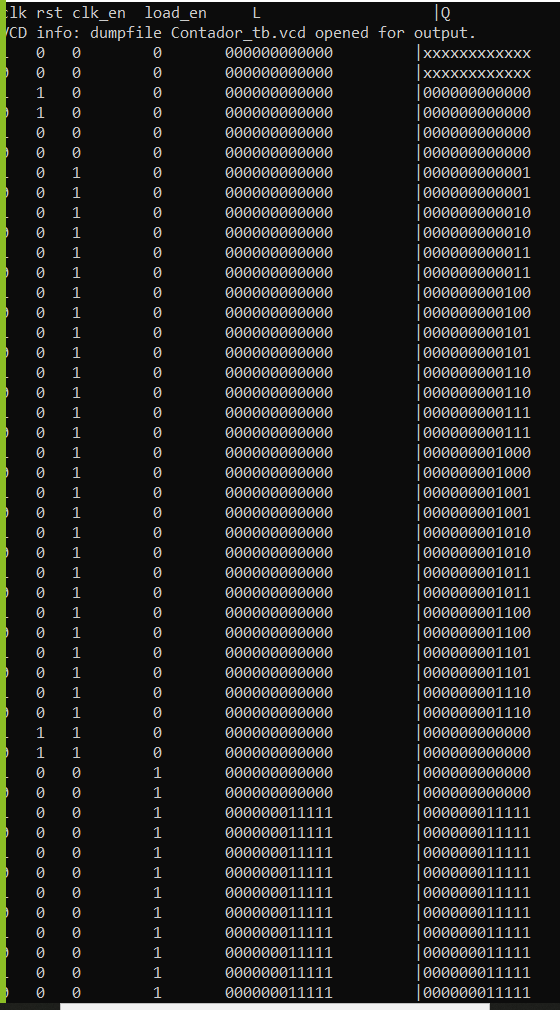 clk rst clk_en load_en L |Q
VCD info: dumpfile Contador_tb.vcd opened for output.
0 0 0 000000000000 |xxxxxxxxxxxx
0 0 0 000000000000 |xxxxxxxxxxxx
1 0 0 000000000000 |000000000000
1 0 0 000000000000 |000000000000
0 0 0 000000000000 |000000000000
0 0 0 000000000000 |000000000000
0 1 0 000000000000 |000000000001
0 1 0 000000000000 |000000000001
0 1 0 000000000000 |000000000010
0 1 0 000000000000 |000000000010
0 1 0 000000000000 |000000000011
0 1 0 000000000000 |000000000011
0 1 0 000000000000 |000000000100
0 1 0 000000000000 |000000000100
0 1 0 000000000000 |000000000101
0 1 0 000000000000 |000000000101
0 1 0 000000000000 |000000000110
0 1 0 000000000000 |000000000110
0 1 0 000000000000 |000000000111
0 1 0 000000000000 |000000000111
0 1 0 000000000000 |000000001000
0 1 0 000000000000 |000000001000
0 1 0 000000000000 |000000001001
0 1 0 000000000000 |000000001001
0 1 0 000000000000 |000000001010
0 1 0 000000000000 |000000001010
0 1 0 000000000000 |000000001011
0 1 0 000000000000 |000000001011
0 1 0 000000000000 |000000001100
0 1 0 000000000000 |000000001100
0 1 0 000000000000 |000000001101
0 1 0 000000000000 |000000001101
0 1 0 000000000000 |000000001110
0 1 0 000000000000 |000000001110
1 1 0 000000000000 |000000000000
1 1 0 000000000000 |000000000000
0 0 1 000000000000 |000000000000
0 0 1 000000000000 |000000000000
0 0 1 000000011111 |000000011111
0 0 1 000000011111 |000000011111
0 0 1 000000011111 |000000011111
0 0 1 000000011111 |000000011111
0 0 1 000000011111 |000000011111
0 0 1 000000011111 |000000011111
0 0 1 000000011111 |000000011111
0 0 1 000000011111 |000000011111
0 0 1 000000011111 |000000011111
0 0 1 000000011111 |000000011111